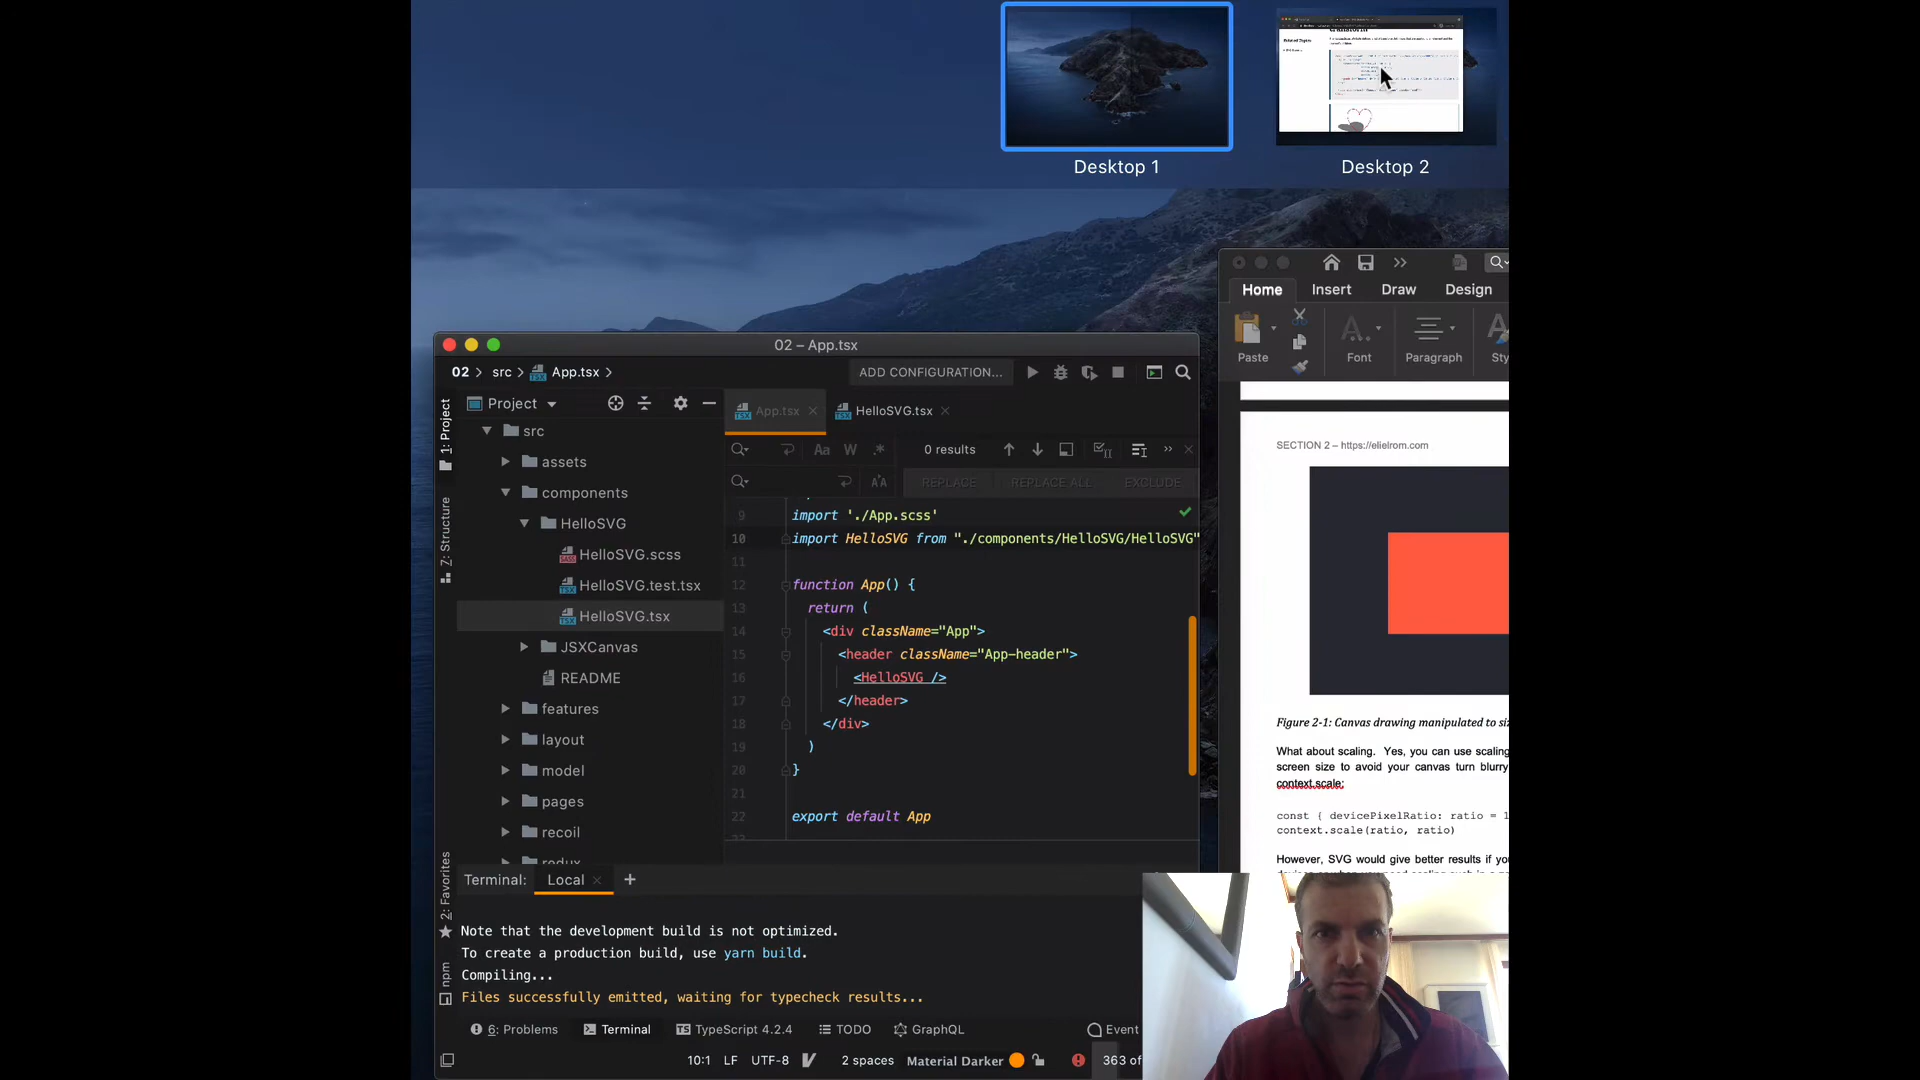 Desktop 1
Desktop 2
Home
Insert
Draw
Design
Paste
Font
Paragraph
02 – App.tsx
02
src
App.tsx
ADD CONFIGURATION...
1: Project
Project
App.tsx
HelloSVG.tsx
src
assets
components
HelloSVG
HelloSVG.scss
HelloSVG.test.tsx
HelloSVG.tsx
JSXCanvas
README
features
layout
model
pages
recoil
redux
Aa
W
0 results
REPLACE
REPLACE ALL
EXCLUDE
9 import './App.scss'
10 import HelloSVG from "./components/HelloSVG/HelloSVG"
11
12 function App() {
13 return (
14 <div className="App">
15 <header className="App-header">
16 <HelloSVG />
17 </header>
18 </div>
19 )
20 }
21
22 export default App
Z: Structure
2: Favorites
npm
SECTION 2 – https://elielrom.com
Figure 2-1: Canvas drawing manipulated to
What about scaling. Yes, you can use scaling
screen size to avoid your canvas turn blurry
context.scale;
const { devicePixelRatio: ratio = 1
context.scale(ratio, ratio)
However, SVG would give better results if
Terminal:
Local
Note that the development build is not optimized.
To create a production build, use yarn build.
Compiling...
Files successfully emitted, waiting for typecheck results...
6: Problems
Terminal
TypeScript 4.2.4
TODO
GraphQL
Event
10:1
LF
UTF-8
2 spaces
Material Darker
363 of